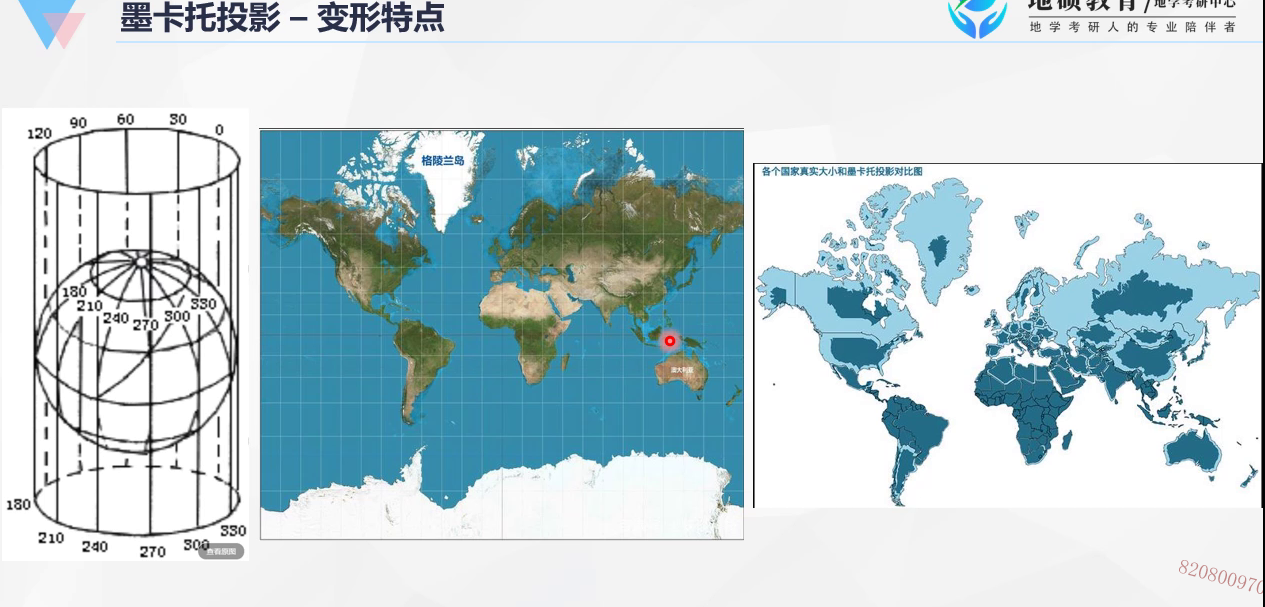 墨卡托投影 – 变形特点
地硕教育/地学考研中心
地学考研人的专业陪伴者
120 90 60 30 0
180 210 240 270 300 330
180 210 240 270 300 330
查看原图
格陵兰岛
澳大利亚
各个国家真实大小和墨卡托投影对比图
820800970